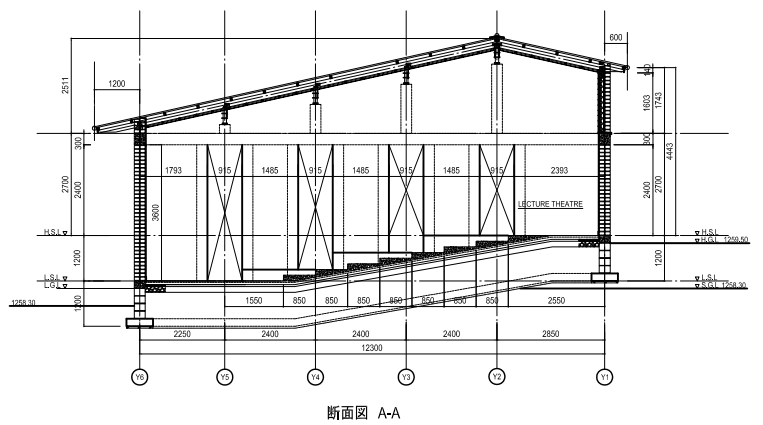 600
1200
2511
140
1603
1743
4443
300
300
1793
915
1485
915
1485
915
1485
915
2393
2700
2400
3600
2400
2700
LECTURE THEATRE
H.S.L
H.S.L
H.G.L 1259.50
1200
1200
L.S.L
L.S.L
L.G.L
S.G.L 1258.30
1258.30
1200
1550
850
850
850
850
850
850
850
2550
2250
2400
2400
2400
2850
12300
Y6
Y5
Y4
Y3
Y2
Y1
断面図 A-A